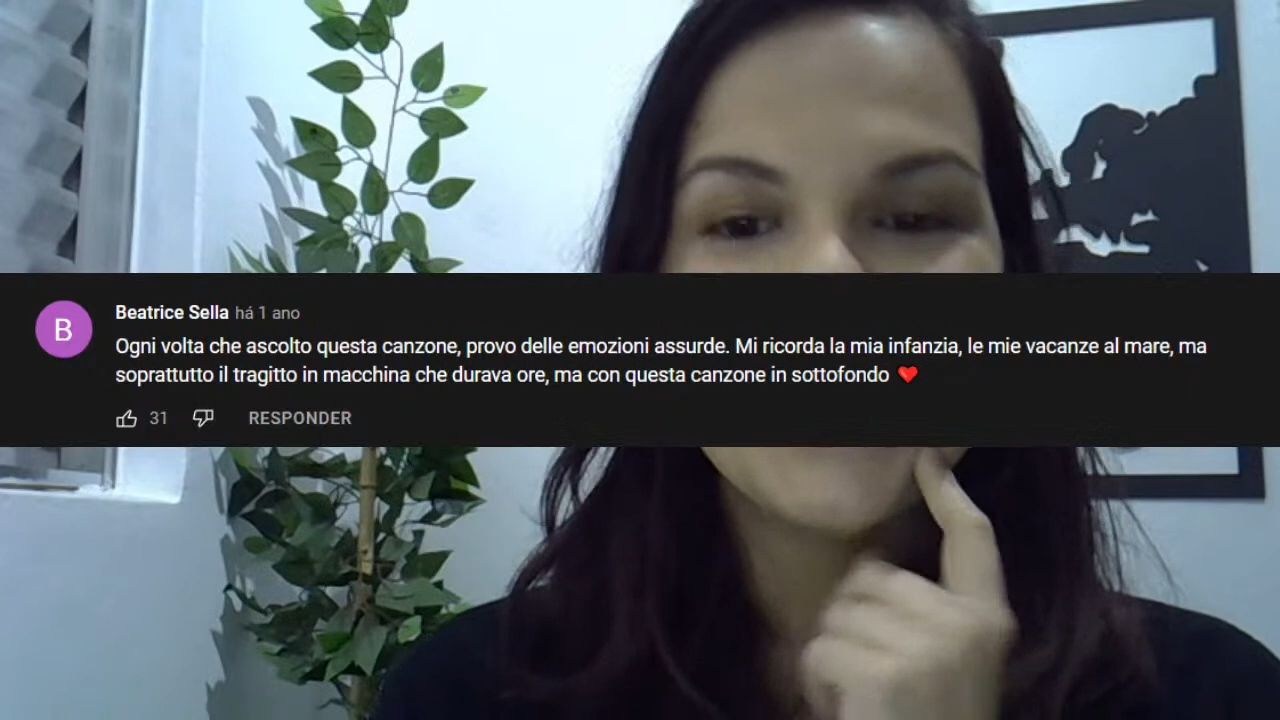 B
Beatrice Sella há 1 ano
Ogni volta che ascolto questa canzone, provo delle emozioni assurde. Mi ricorda la mia infanzia, le mie vacanze al mare, ma
soprattutto il tragitto in macchina che durava ore, ma con questa canzone in sottofondo ❤️
31 RESPONDER